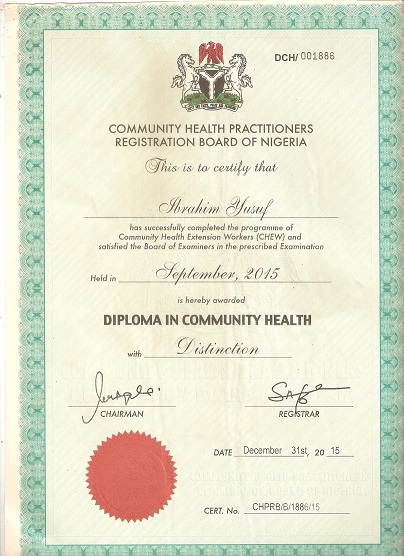 DCH/ 001886
COMMUNITY HEALTH PRACTITIONERS
REGISTRATION BOARD OF NIGERIA
This is to certify that
Ibrahim Yusuf
has successfully completed the programme of
Community Health Extension Workers (CHEW) and
satisfied the Board of Examiners in the prescribed Examination
Held in September, 2015
is hereby awarded
DIPLOMA IN COMMUNITY HEALTH
with Distinction
CHAIRMAN REGISTRAR
DATE December 31st, 20 15
CERT. No. CHPRB/B/1886/15